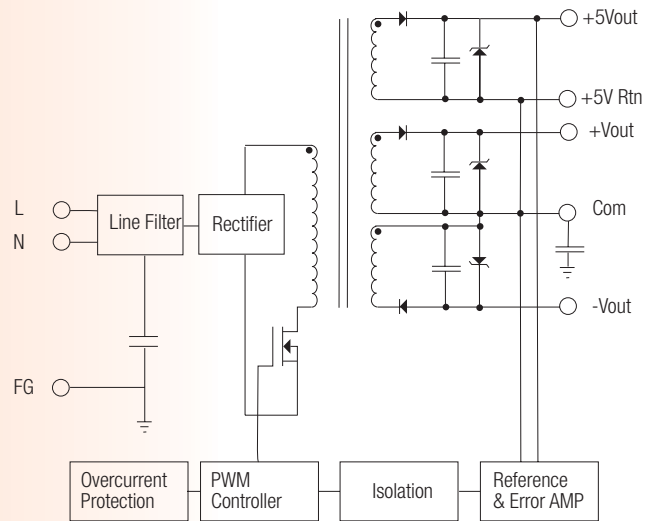 +5Vout
+5V Rtn
+Vout
L
Line Filter
Rectifier
Com
N
-Vout
FG
Overcurrent
Protection
PWM
Controller
Isolation
Reference
& Error AMP